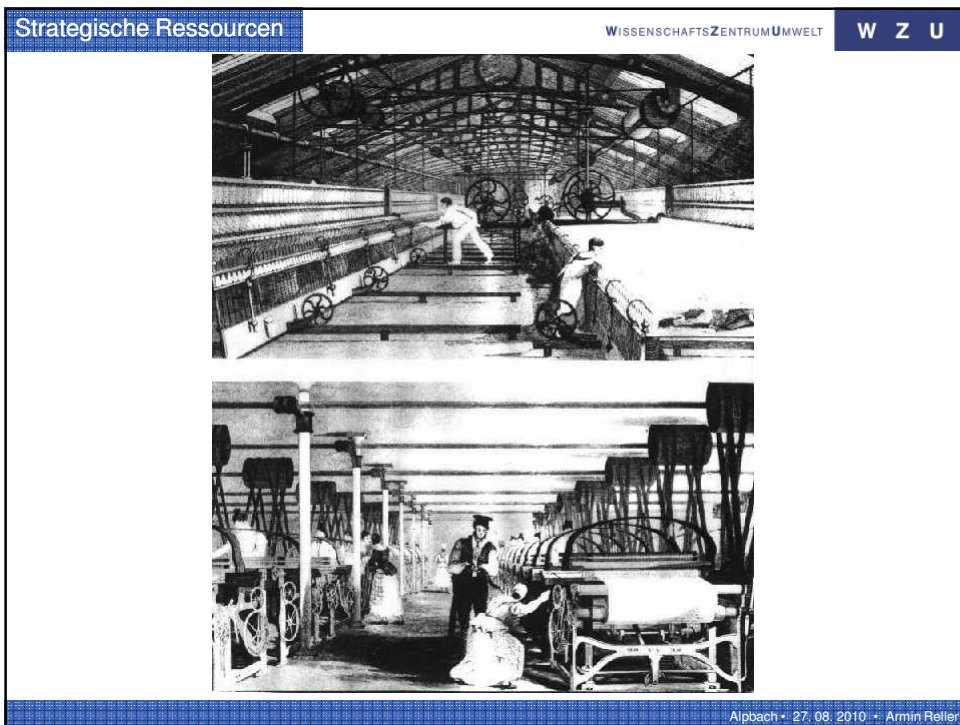 Strategische Ressourcen
WISSENSCHAFTSZENTRUMUMWELT
W Z U
Alpbach • 27. 08. 2010 • Armin Reller